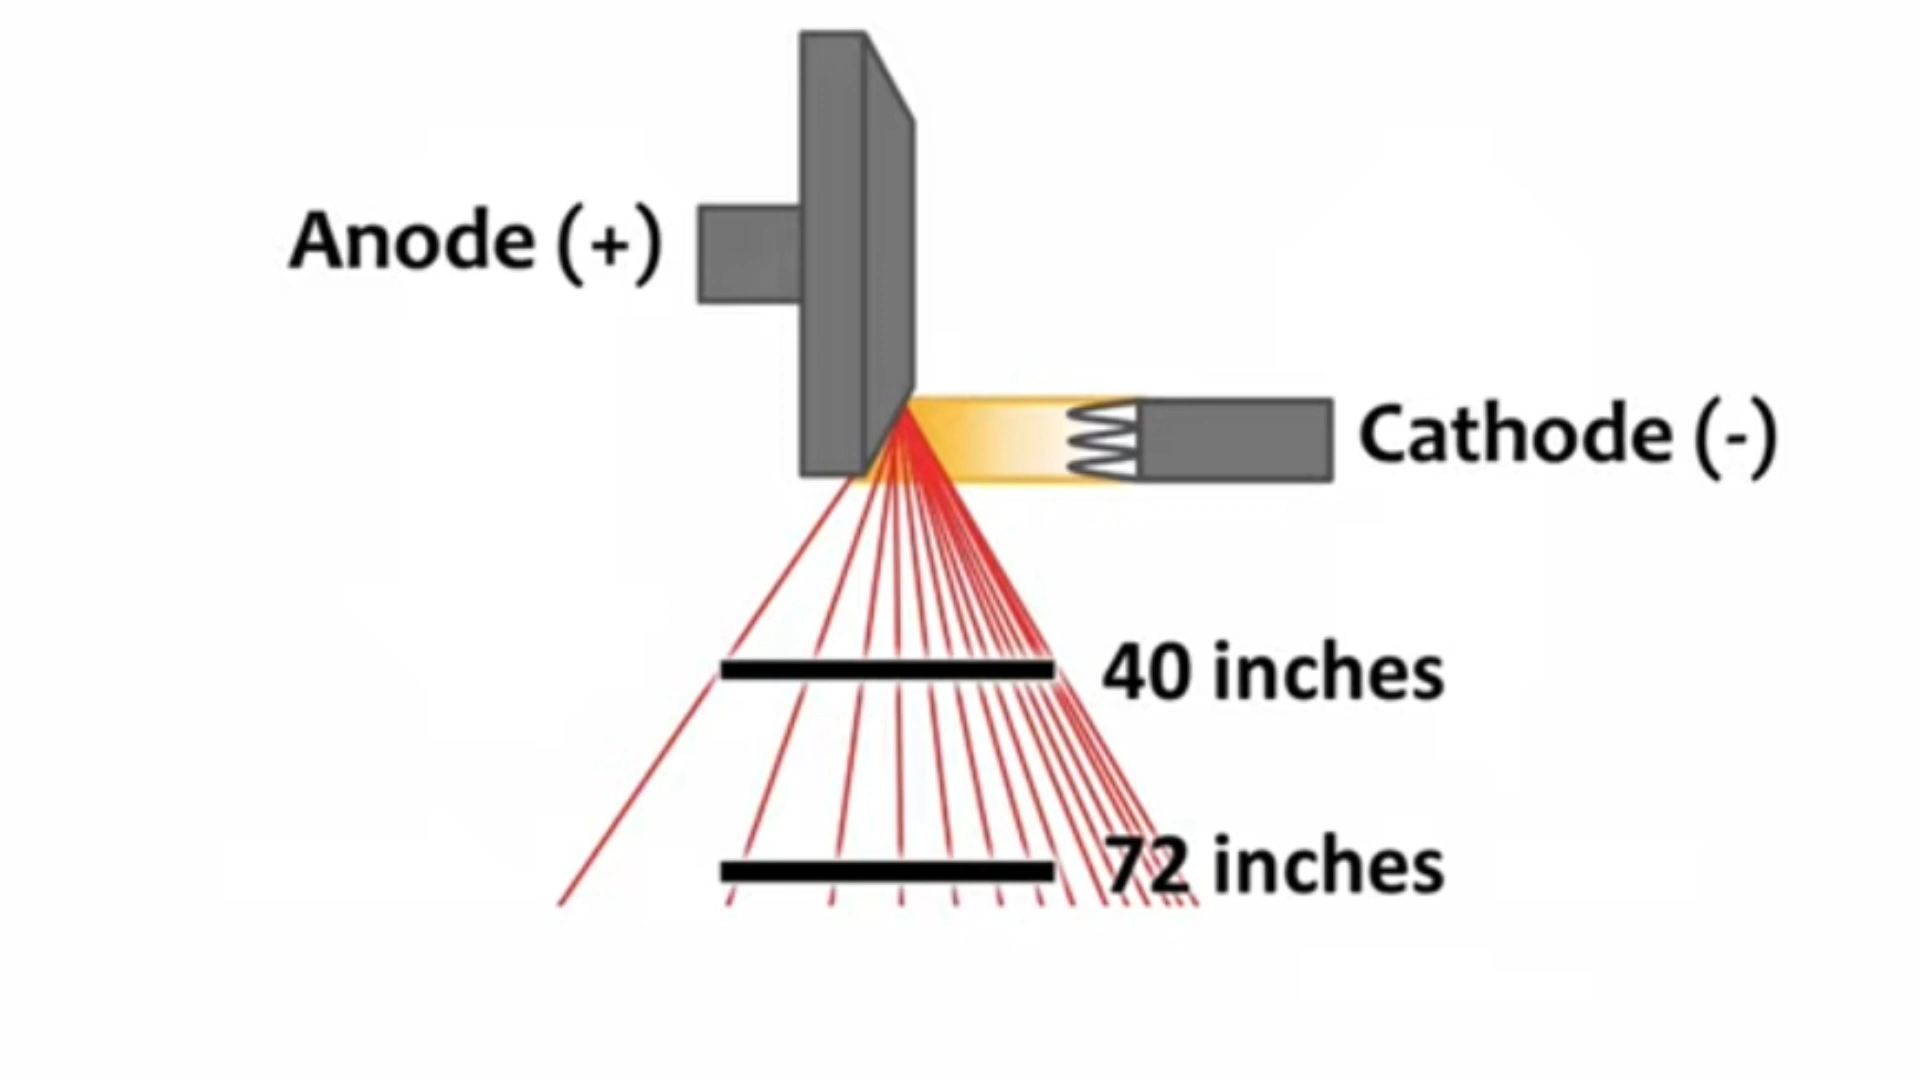 Anode (+)
Cathode (-)
40 inches
72 inches